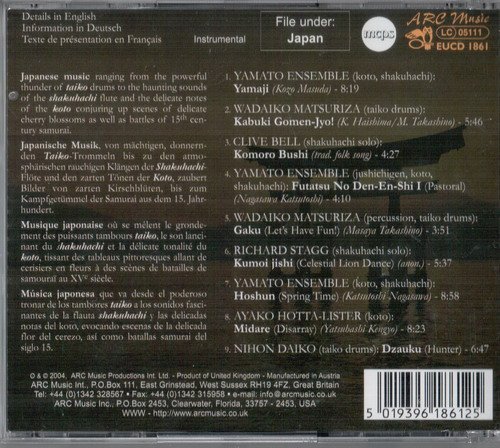 Details in English
Information in Deutsch
Texte de présentation en Français
Instrumental
File under:
Japan
mcps
ARC Music
LC 05111
EUCD 1861
Japanese music ranging from the powerful
thunder of taiko drums to the haunting sounds
of the shakuhachi flute and the delicate notes
of the koto conjuring up scenes of delicate
cherry blossoms as well as battles of 15th
century samurai.
Japanische Musik, von mächtigen, donnern-
den Taiko-Trommeln bis zu den atmo-
sphärischen rauchigen Klängen der Shakuhachi-
Flöte und den zarten Tönen der Koto, zaubert
Bilder von zarten Kirschblüten, bis zum
Kampfgetümmel der Samurai aus dem 15. Jahrhundert.
Musique japonaise où se mêlent le gronde-
ment des puissants tambours taiko, le son lanci-
nant du shakuhachi et la délicate tonalité du
koto, tissant des tableaux pittoresques allant de
cerisiers en fleurs à des scènes de batailles de
samouraï au XVe siècle.
Música japonesa que va desde el poderoso
tronar de los tambores taiko a los sonidos fasci-
nantes de la flauta shakuhachi y las delicadas
notas del koto, evocando escenas de la delicada
flor del cerezo, así como batallas samurai del
siglo 15.
1. YAMATO ENSEMBLE (koto, shakuhachi):
Yamaji (Kozo Masuda) - 8:19
2. WADAIKO MATSURIZA (taiko drums):
Kabuki Gomen-Jyo! (K. Haishima/M. Takashino) - 5:46
3. CLIVE BELL (shakuhachi solo):
Komoro Bushi (trad. folk song) - 4:27
4. YAMATO ENSEMBLE (jushichigen, koto,
shakuhachi): Futatsu No Den-En-Shi I (Pastoral)
(Nagasawa Katsutoshi) - 4:10
5. WADAIKO MATSURIZA (percussion, taiko drums):
Gaku (Let's Have Fun!) (Masaya Takashino) - 3:51
6. RICHARD STAGG (shakuhachi solo):
Kumoi jishi (Celestial Lion Dance) (anon.) - 5:37
7. YAMATO ENSEMBLE (koto, shakuhachi):
Hoshun (Spring Time) (Katsutoshi Nagasawa) - 8:58
8. AYAKO HOTTA-LISTER (koto):
Midare (Disarray) (Yatsuhashi Kengyo) - 8:23
9. NIHON DAIKO (taiko drums): Dzauku (Hunter) - 6:47
℗ & © 2004, ARC Music Productions Int. Ltd. - Product of United Kingdom - Manufactured in Germany
ARC Music Int., P.O.Box 111, East Grinstead, West Sussex RH19 4FZ, Great Britain
Tel: +44 (0)1342 328567 • Fax: +44 (0)1342 315958 • e-mail: info@arcmusic.co.uk
ARC Music Inc., P.O.Box 2453, Clearwater, Florida, 33757 - 2453, USA
WWW - http://www.arcmusic.co.uk
5 019396 186125